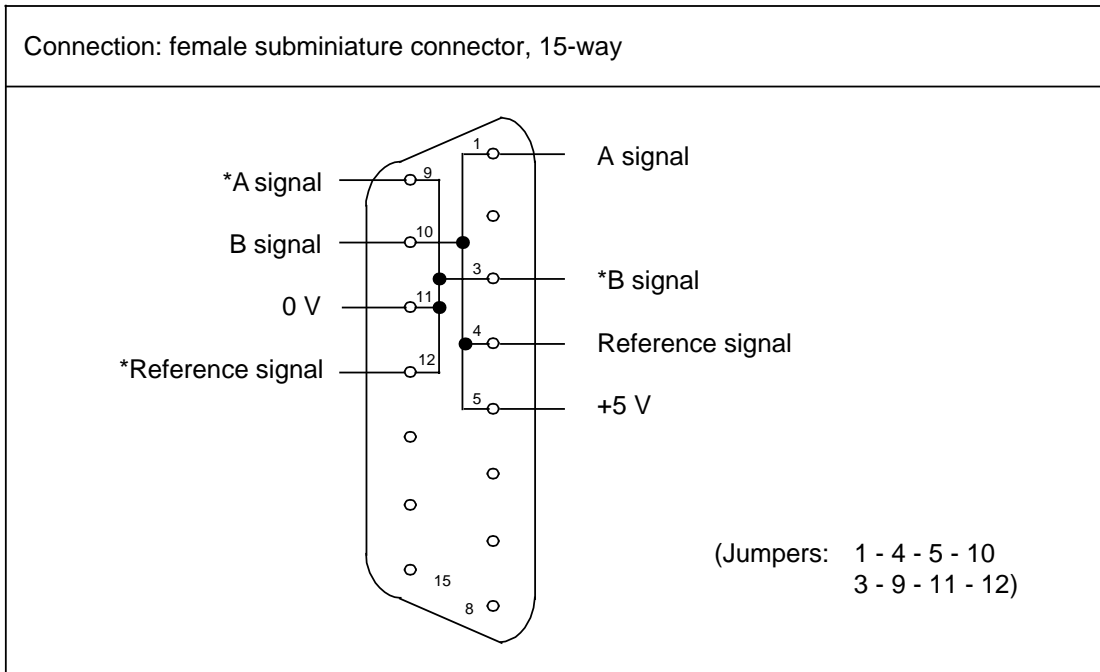 Connection: female subminiature connector, 15-way
1
A signal
*A signal
9
B signal
10
3
*B signal
0 V
11
4
Reference signal
*Reference signal
12
5
+5 V
15
8
(Jumpers: 1 - 4 - 5 - 10
3 - 9 - 11 - 12)